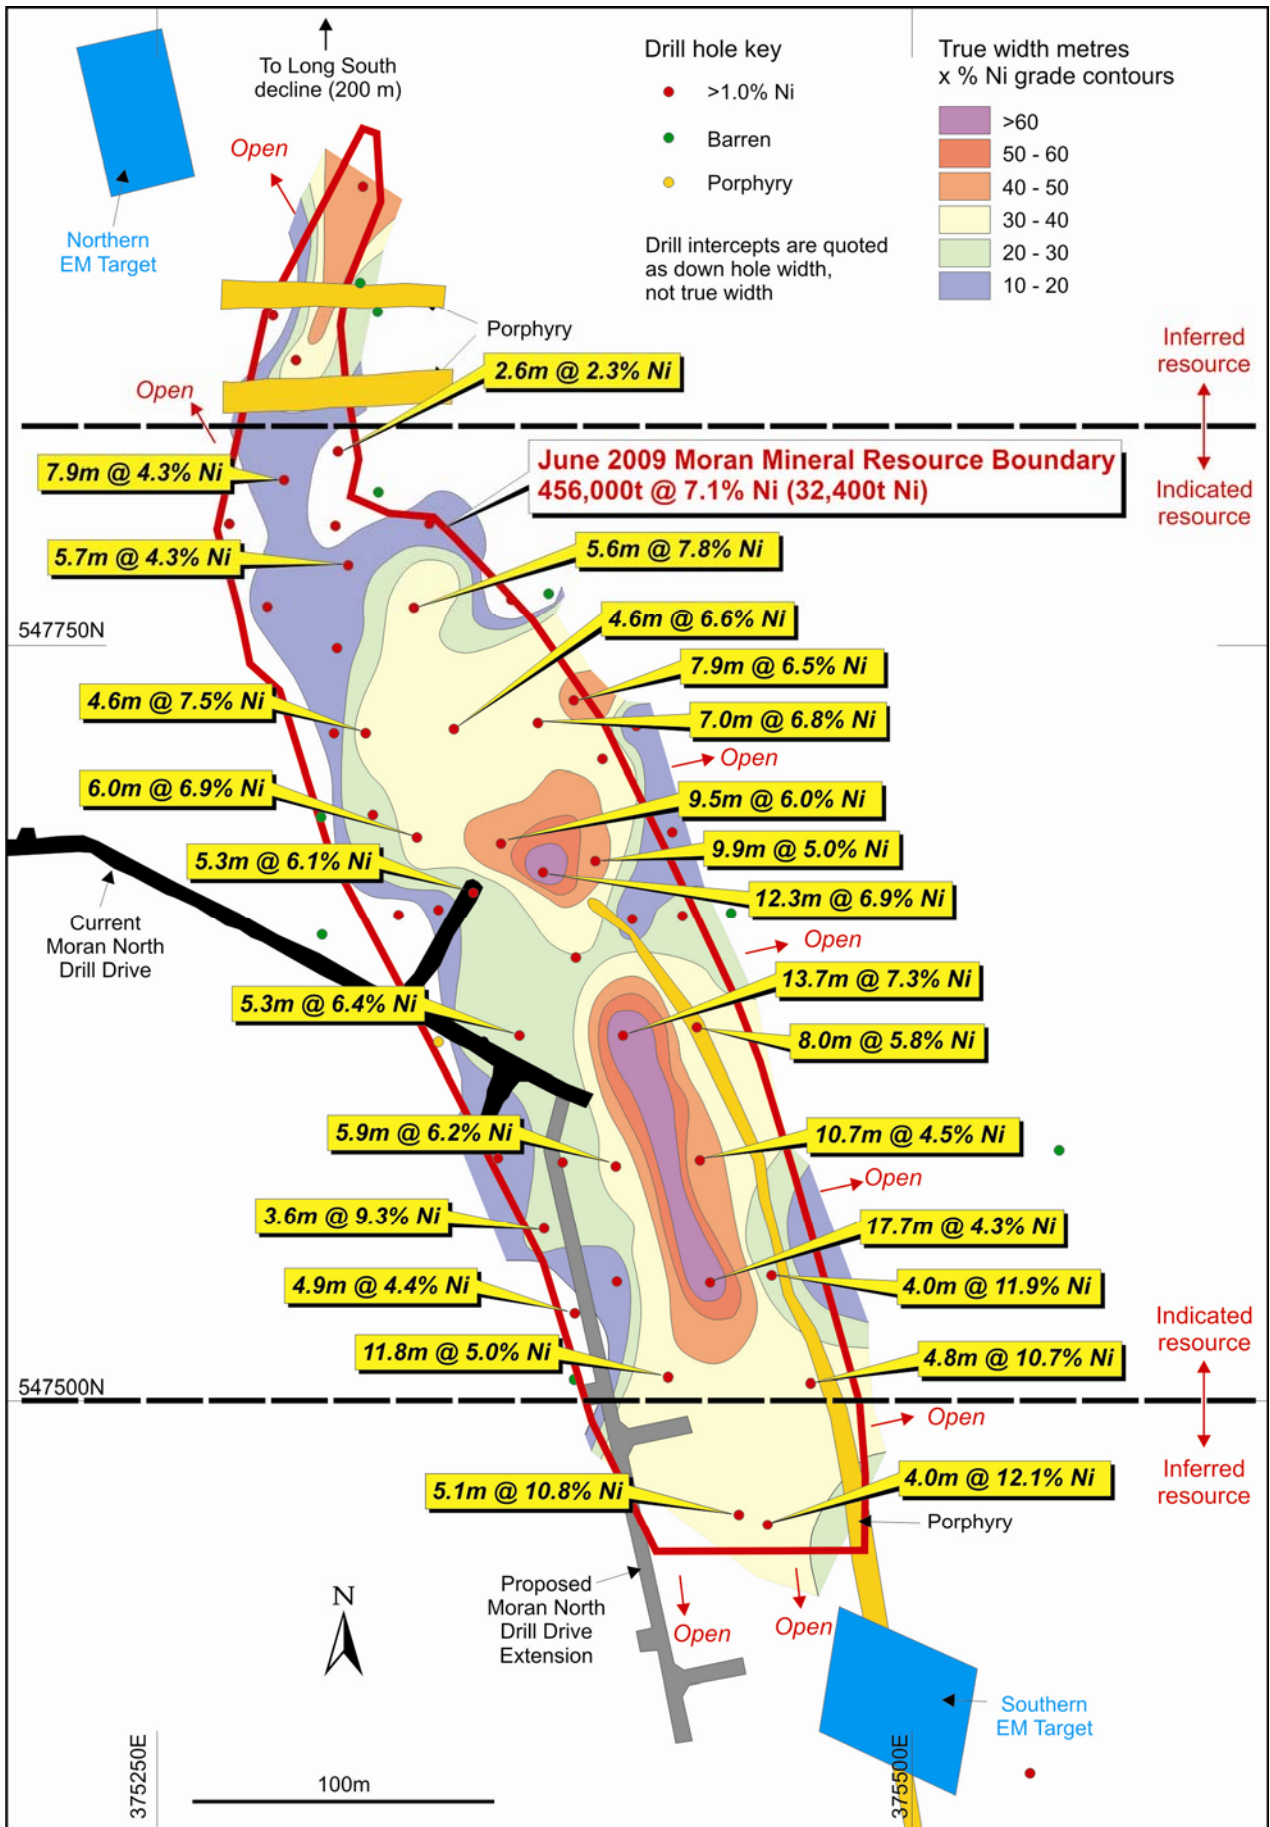 To Long South
decline (200 m)
Drill hole key
>1.0% Ni
Barren
Porphyry
Drill intercepts are quoted
as down hole width,
not true width
True width metres
x % Ni grade contours
>60
50 - 60
40 - 50
30 - 40
20 - 30
10 - 20
Open
Northern
EM Target
Porphyry
Inferred
resource
2.6m @ 2.3% Ni
Open
7.9m @ 4.3% Ni
June 2009 Moran Mineral Resource Boundary
456,000t @ 7.1% Ni (32,400t Ni)
Indicated
resource
5.7m @ 4.3% Ni
5.6m @ 7.8% Ni
547750N
4.6m @ 6.6% Ni
7.9m @ 6.5% Ni
4.6m @ 7.5% Ni
7.0m @ 6.8% Ni
Open
6.0m @ 6.9% Ni
9.5m @ 6.0% Ni
5.3m @ 6.1% Ni
9.9m @ 5.0% Ni
12.3m @ 6.9% Ni
Current
Moran North
Drill Drive
Open
13.7m @ 7.3% Ni
5.3m @ 6.4% Ni
8.0m @ 5.8% Ni
5.9m @ 6.2% Ni
10.7m @ 4.5% Ni
Open
3.6m @ 9.3% Ni
17.7m @ 4.3% Ni
4.9m @ 4.4% Ni
4.0m @ 11.9% Ni
Indicated
resource
11.8m @ 5.0% Ni
4.8m @ 10.7% Ni
547500N
Open
Inferred
resource
5.1m @ 10.8% Ni
4.0m @ 12.1% Ni
Porphyry
Proposed
Moran North
Drill Drive
Extension
N
Open
Open
Southern
EM Target
375250E
375500E
100m